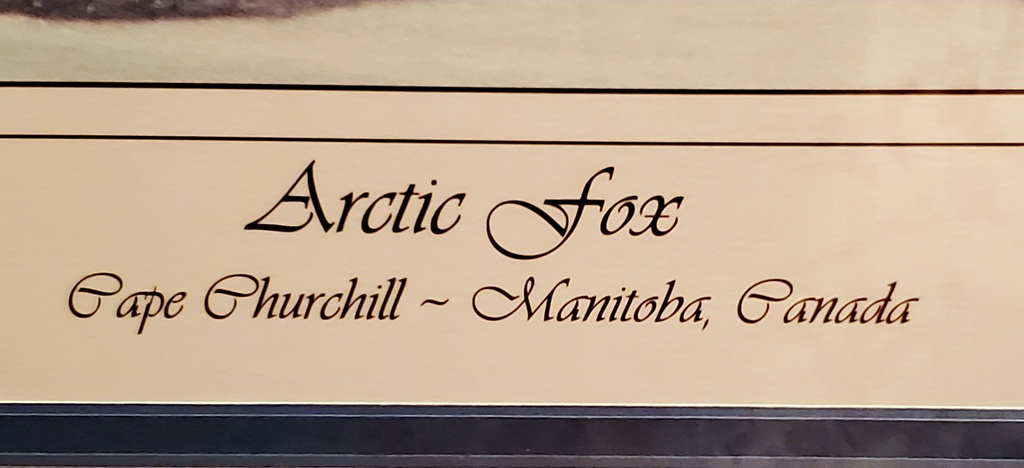 Arctic Fox
Cape Churchill ~ Manitoba, Canada